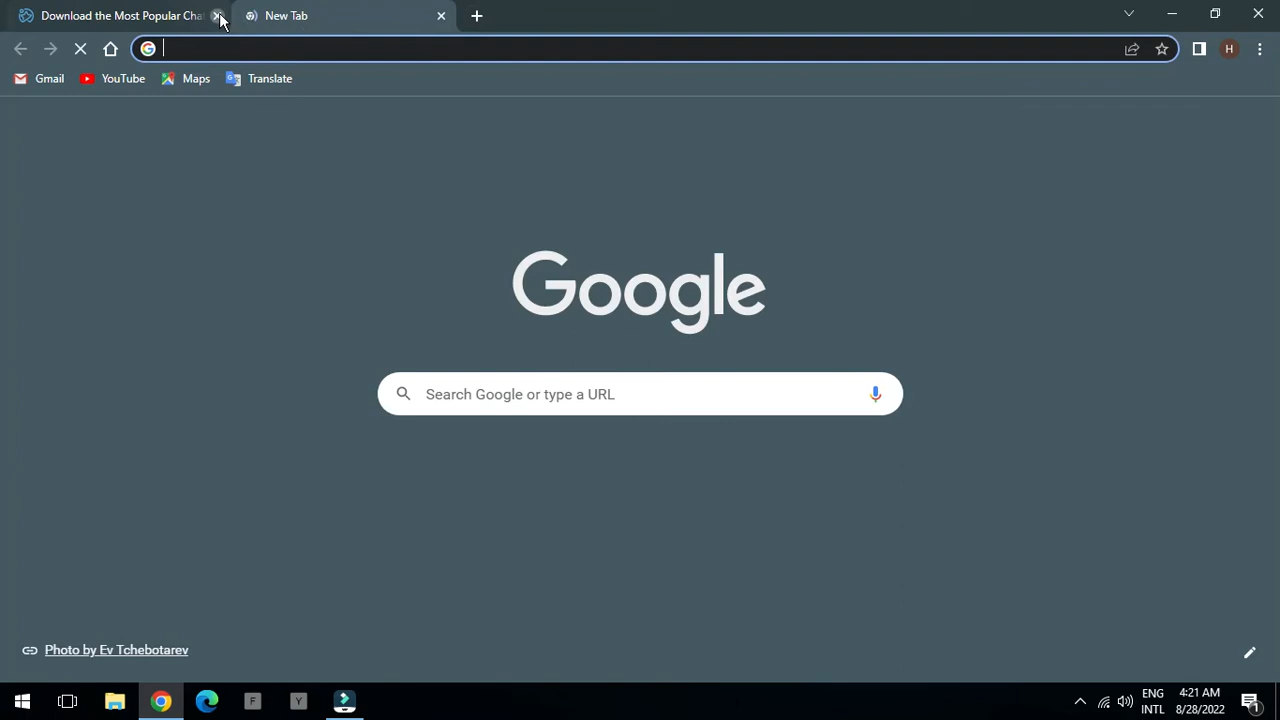 Download the Most Popular Cha
New Tab
Gmail
YouTube
Maps
Translate
Google
Search Google or type a URL
Photo by Ev Tchebotarev
F
Y
ENG
INTL
4:21 AM
8/28/2022
1
H